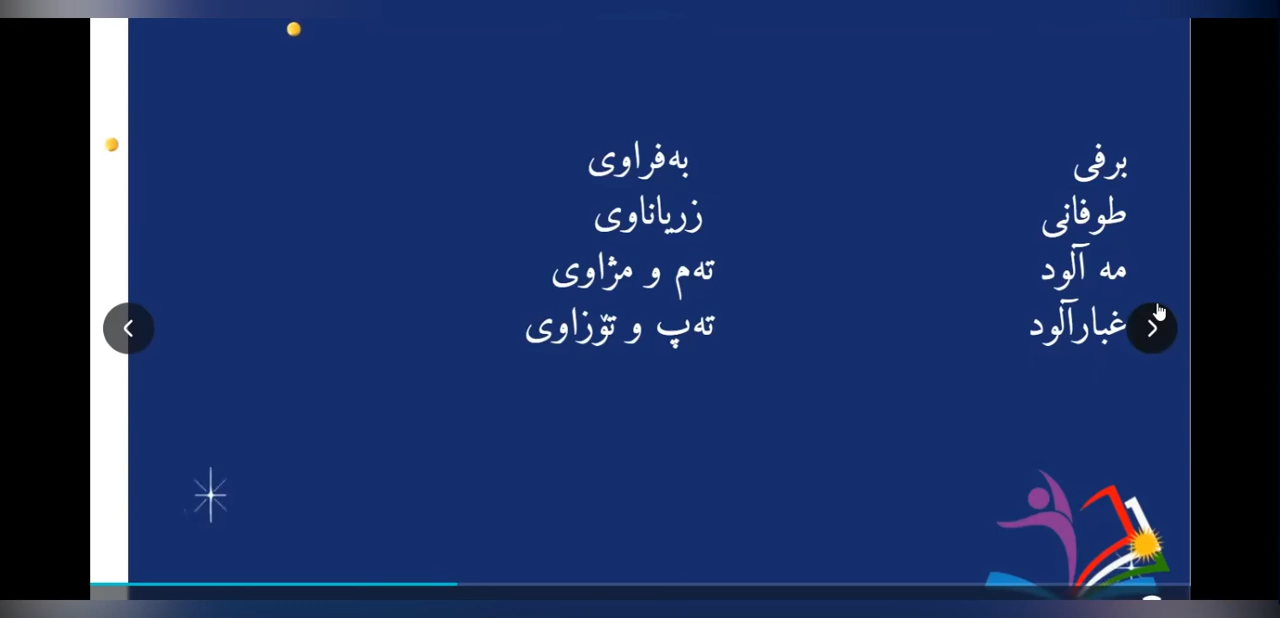 برفی بەفراوی
طوفانی زریاناوی
مه آلود تەم و مژاوی
غبارآلود تەپ و تۆزاوی